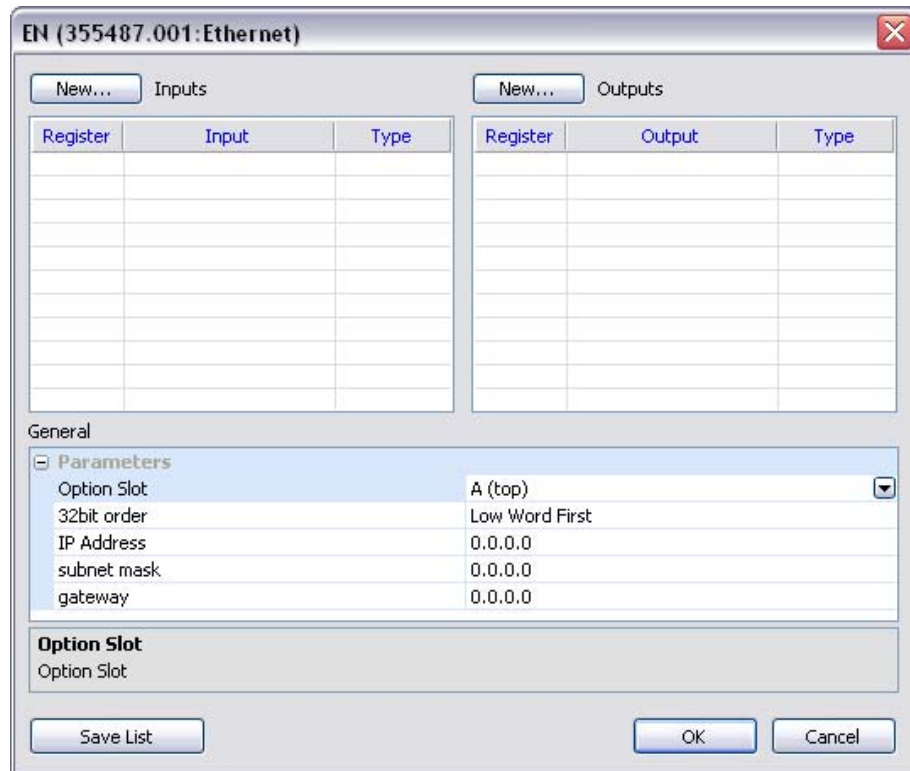 EN (355487.001:Ethernet)
New... Inputs New... Outputs
Register Input Type Register Output Type
General
Parameters
Option Slot A (top)
32bit order Low Word First
IP Address 0.0.0.0
subnet mask 0.0.0.0
gateway 0.0.0.0
Option Slot
Option Slot
Save List OK Cancel